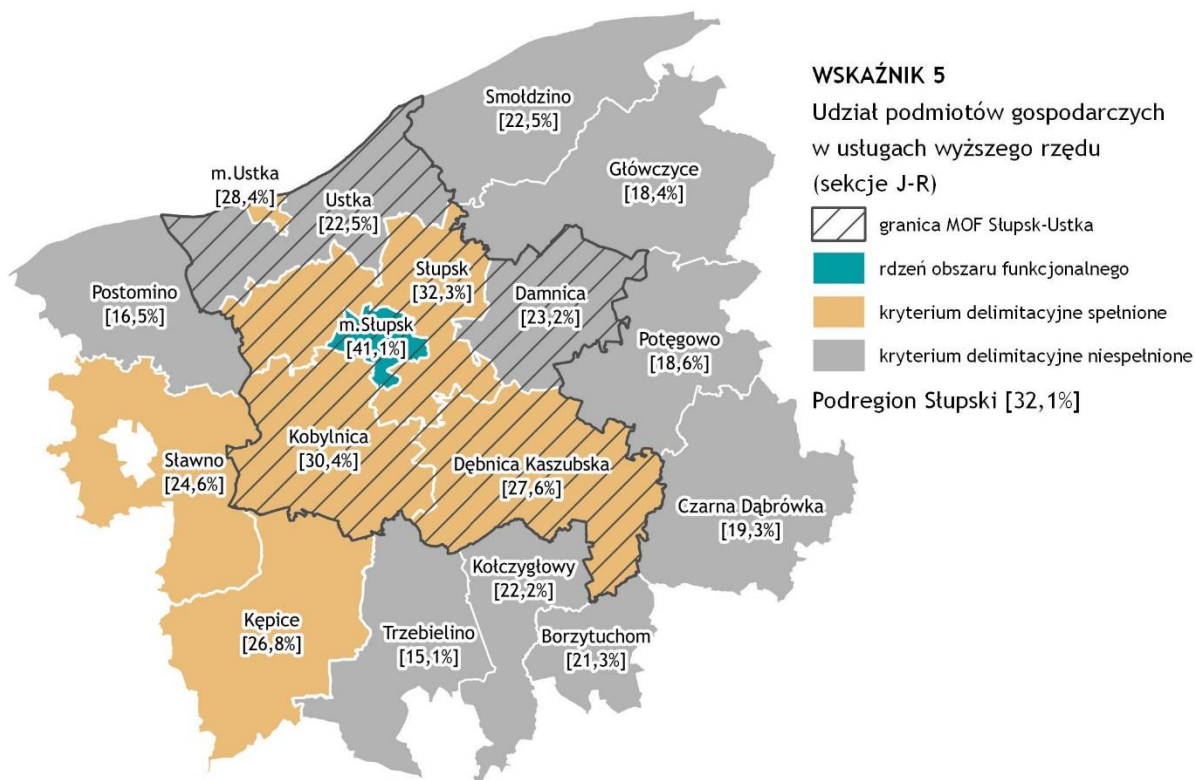 WSKAŹNIK 5
Udział podmiotów gospodarczych
w usługach wyższego rzędu
(sekcje J-R)
granica MOF Słupsk-Ustka
rdzeń obszaru funkcjonalnego
kryterium delimitacyjne spełnione
kryterium delimitacyjne niespełnione
Podregion Słupski [32,1%]
Smołdzino
[22,5%]
Główczyce
[18,4%]
m.Ustka
[28,4%]
Ustka
[22,5%]
Słupsk
[32,3%]
Damnica
[23,2%]
Postomino
[16,5%]
m.Słupsk
[41,1%]
Potęgowo
[18,6%]
Kobylnica
[30,4%]
Sławno
[24,6%]
Dębnica Kaszubska
[27,6%]
Czarna Dąbrówka
[19,3%]
Kołczygłowy
[22,2%]
Kępice
[26,8%]
Trzebielino
[15,1%]
Borzytuchom
[21,3%]